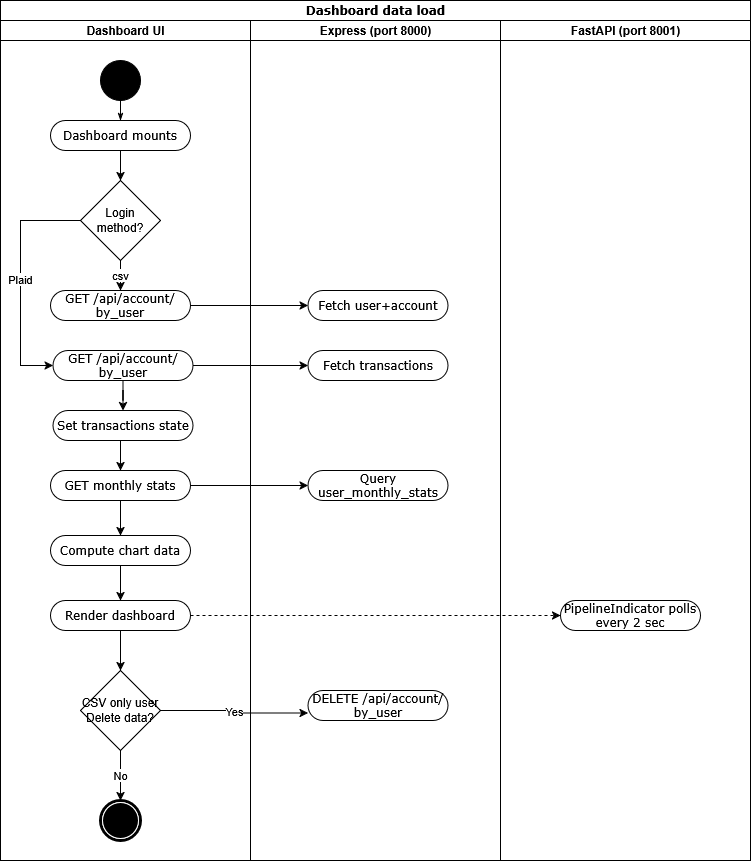 Dashboard data load
Dashboard UI
Express (port 8000)
FastAPI (port 8001)
Dashboard mounts
Login
method?
Plaid
csv
GET /api/account/
by_user
Fetch user+account
GET /api/account/
by_user
Fetch transactions
Set transactions state
GET monthly stats
Query
user_monthly_stats
Compute chart data
Render dashboard
PipelineIndicator polls
every 2 sec
CSV only user
Delete data?
Yes
DELETE /api/account/
by_user
No